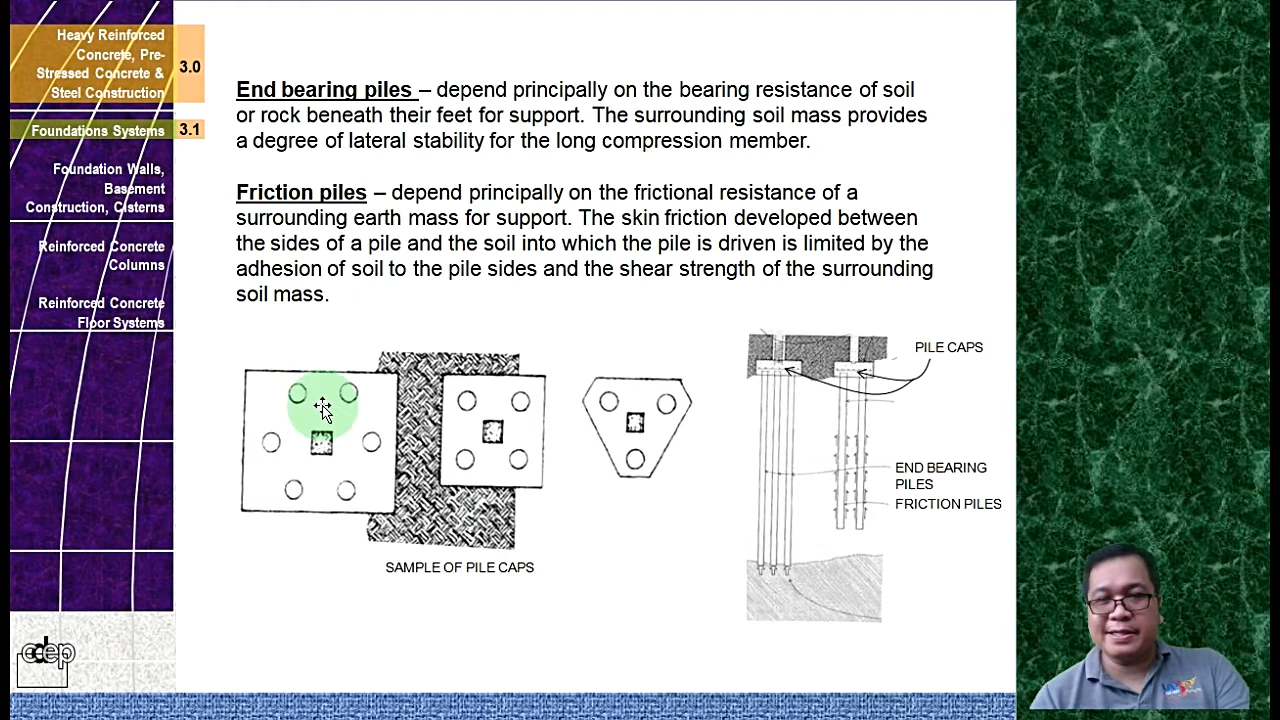 Heavy Reinforced
Concrete, Pre-
Stressed Concrete &
Steel Construction
3.0
Foundations Systems
3.1
Foundation Walls,
Basement
Construction, Cisterns
Reinforced Concrete
Columns
Reinforced Concrete
Floor Systems
End bearing piles – depend principally on the bearing resistance of soil
or rock beneath their feet for support. The surrounding soil mass provides
a degree of lateral stability for the long compression member.
Friction piles – depend principally on the frictional resistance of a
surrounding earth mass for support. The skin friction developed between
the sides of a pile and the soil into which the pile is driven is limited by the
adhesion of soil to the pile sides and the shear strength of the surrounding
soil mass.
PILE CAPS
END BEARING
PILES
FRICTION PILES
SAMPLE OF PILE CAPS
cdep